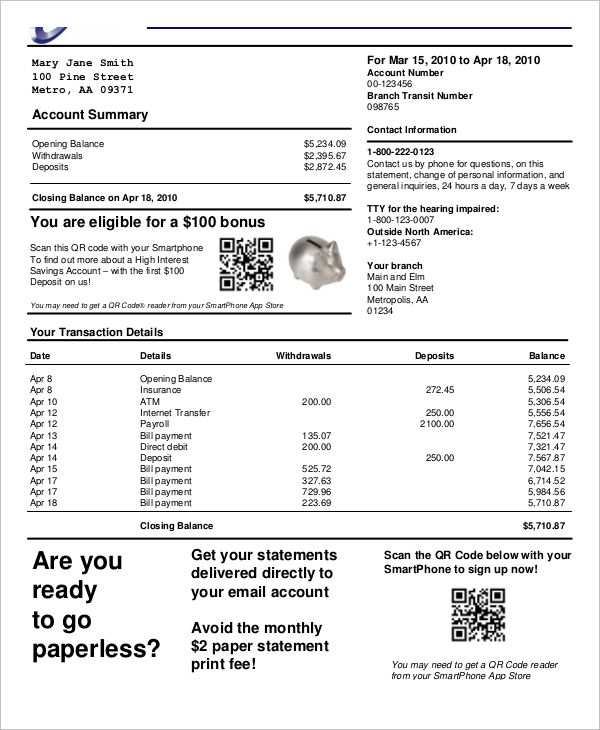 Mary Jane Smith
100 Pine Street
Metro, AA 09371
Account Summary
Opening Balance $5,234.09
Withdrawals $2,395.67
Deposits $2,872.45
Closing Balance on Apr 18, 2010 $5,710.87
You are eligible for a $100 bonus
Scan this QR code with your Smartphone
To find out more about a High Interest
Savings Account – with the first $100
Deposit on us!
You may need to get a QR Code® reader from your SmartPhone App Store
For Mar 15, 2010 to Apr 18, 2010
Account Number
00-123456
Branch Transit Number
098765
Contact Information
1-800-222-0123
Contact us by phone for questions, on this
statement, change of personal information, and
general inquiries, 24 hours a day, 7 days a week
TTY for the hearing impaired:
1-800-123-0007
Outside North America:
+1-123-4567
Your branch
Main and Elm
100 Main Street
Metropolis, AA
01234
Your Transaction Details
Date Details Withdrawals Deposits Balance
Apr 8 Opening Balance 5,234.09
Apr 8 Insurance 272.45 5,506.54
Apr 10 ATM 200.00 5,306.54
Apr 12 Internet Transfer 250.00 5,556.54
Apr 12 Payroll 2100.00 7,656.54
Apr 13 Bill payment 135.07 7,521.47
Apr 14 Direct debit 200.00 7,321.47
Apr 14 Deposit 250.00 7.567.87
Apr 15 Bill payment 525.72 7,042.15
Apr 17 Bill payment 327.63 6,714.52
Apr 17 Bill payment 729.96 5,984.56
Apr 18 Bill payment 223.69 5,710.87
Closing Balance $5,710.87
Are you
ready
to go
paperless?
Get your statements
delivered directly to
your email account
Avoid the monthly
$2 paper statement
print fee!
Scan the QR Code below with your
SmartPhone to sign up now!
You may need to get a QR Code reader
from your SmartPhone App Store